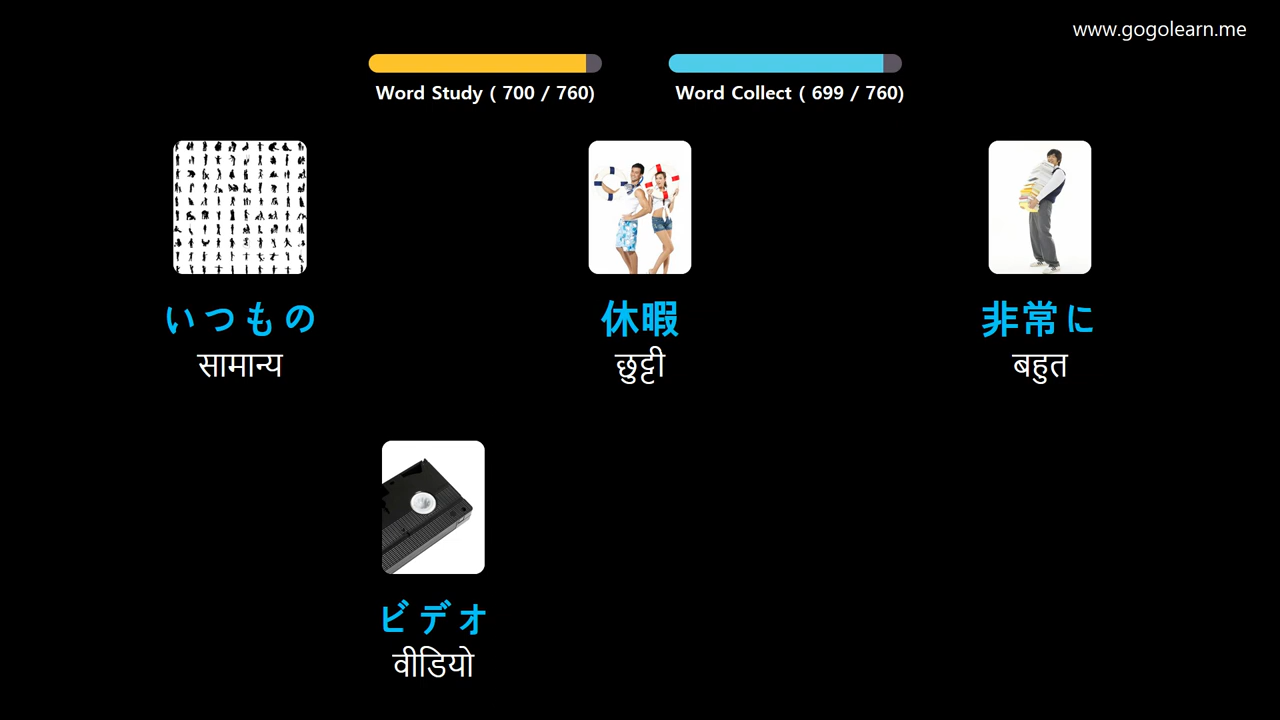 www.gogolearn.me
Word Study ( 700 / 760)
Word Collect ( 699 / 760)
いつもの
सामान्य
休暇
छुट्टी
非常に
बहुत
ビデオ
वीडियो